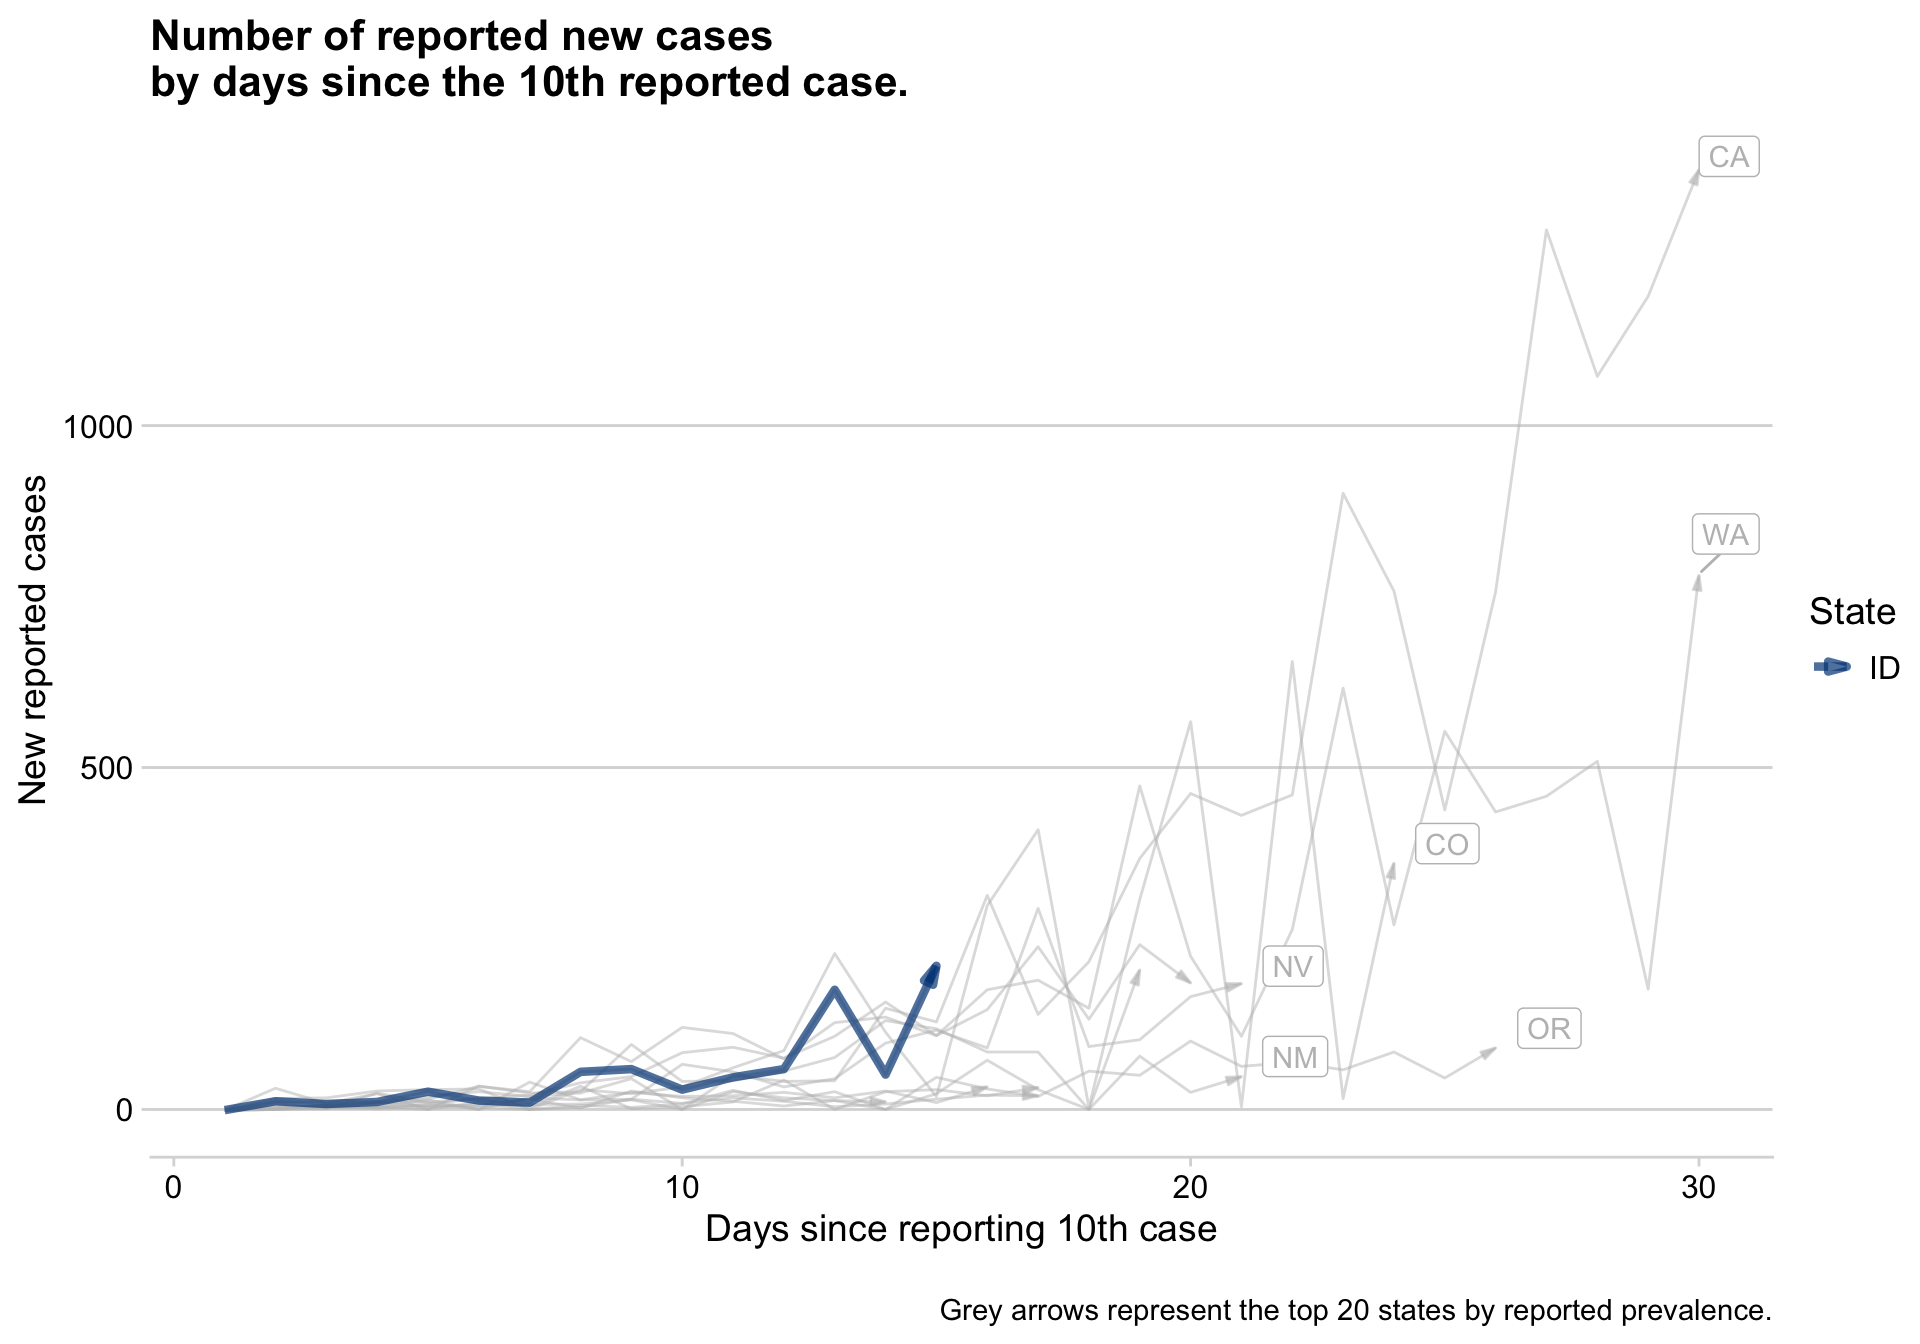 Number of reported new cases
by days since the 10th reported case.
CA
1000
WA
New reported cases
State
ID
500
CO
NV
OR
NM
0
0
10
20
30
Days since reporting 10th case
Grey arrows represent the top 20 states by reported prevalence.